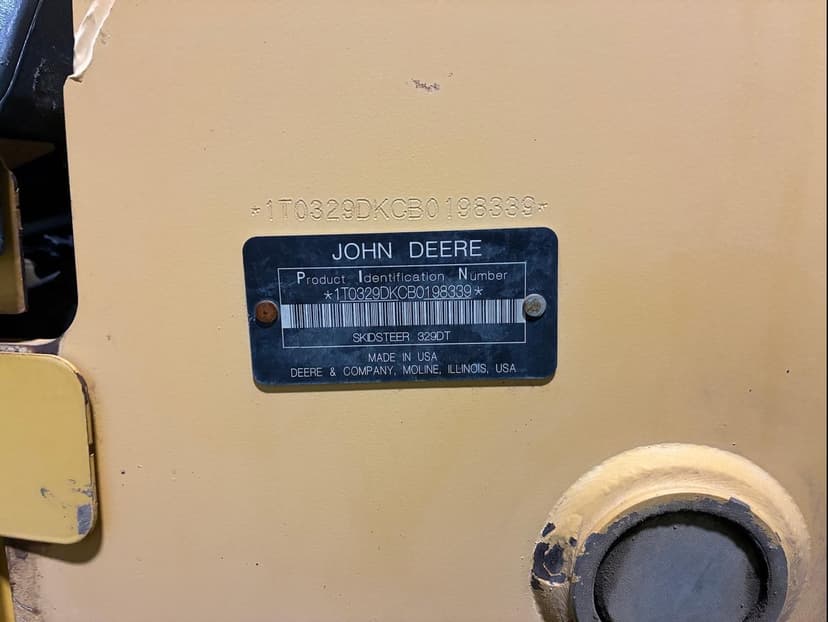 *1T0329DKCB0198339*
JOHN DEERE
Product Identification Number
*1T0329DKCB0198339*
SKIDSTEER 329DT
MADE IN USA
DEERE & COMPANY, MOLINE, ILLINOIS, USA